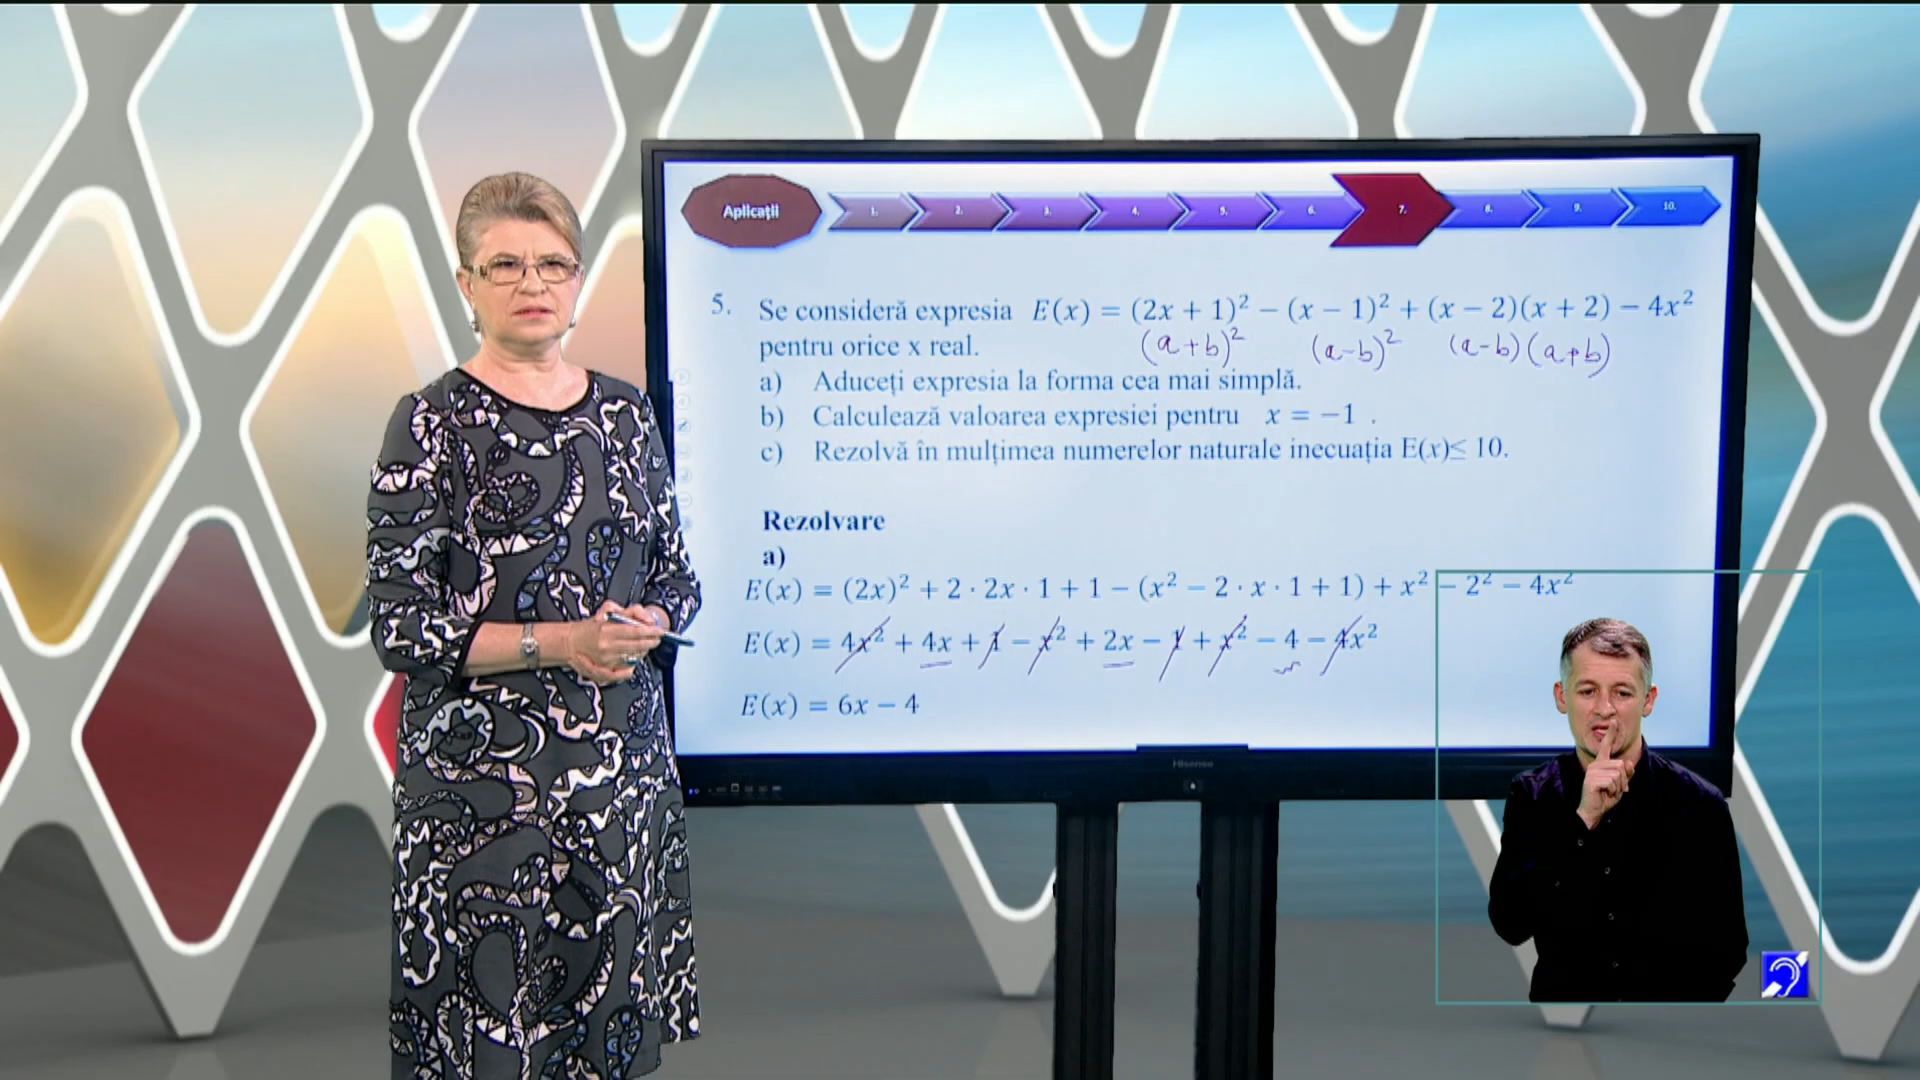 Aplicații 1. 2. 3. 4. 5. 6. 7. 8. 9. 10.
5. Se consideră expresia E(x) = (2x + 1)² − (x − 1)² + (x − 2)(x + 2) − 4x²
pentru orice x real. (a+b)² (a-b)² (a-b)(a+b)
a) Aduceți expresia la forma cea mai simplă.
b) Calculează valoarea expresiei pentru x = −1 .
c) Rezolvă în mulțimea numerelor naturale inecuația E(x)≤ 10.
Rezolvare
a)
E(x) = (2x)² + 2 · 2x · 1 + 1 − (x² − 2 · x · 1 + 1) + x² − 2² − 4x²
E(x) = 4x² + 4x + 1 − x² + 2x − 1 + x² − 4 − 4x²
E(x) = 6x − 4
Hisense